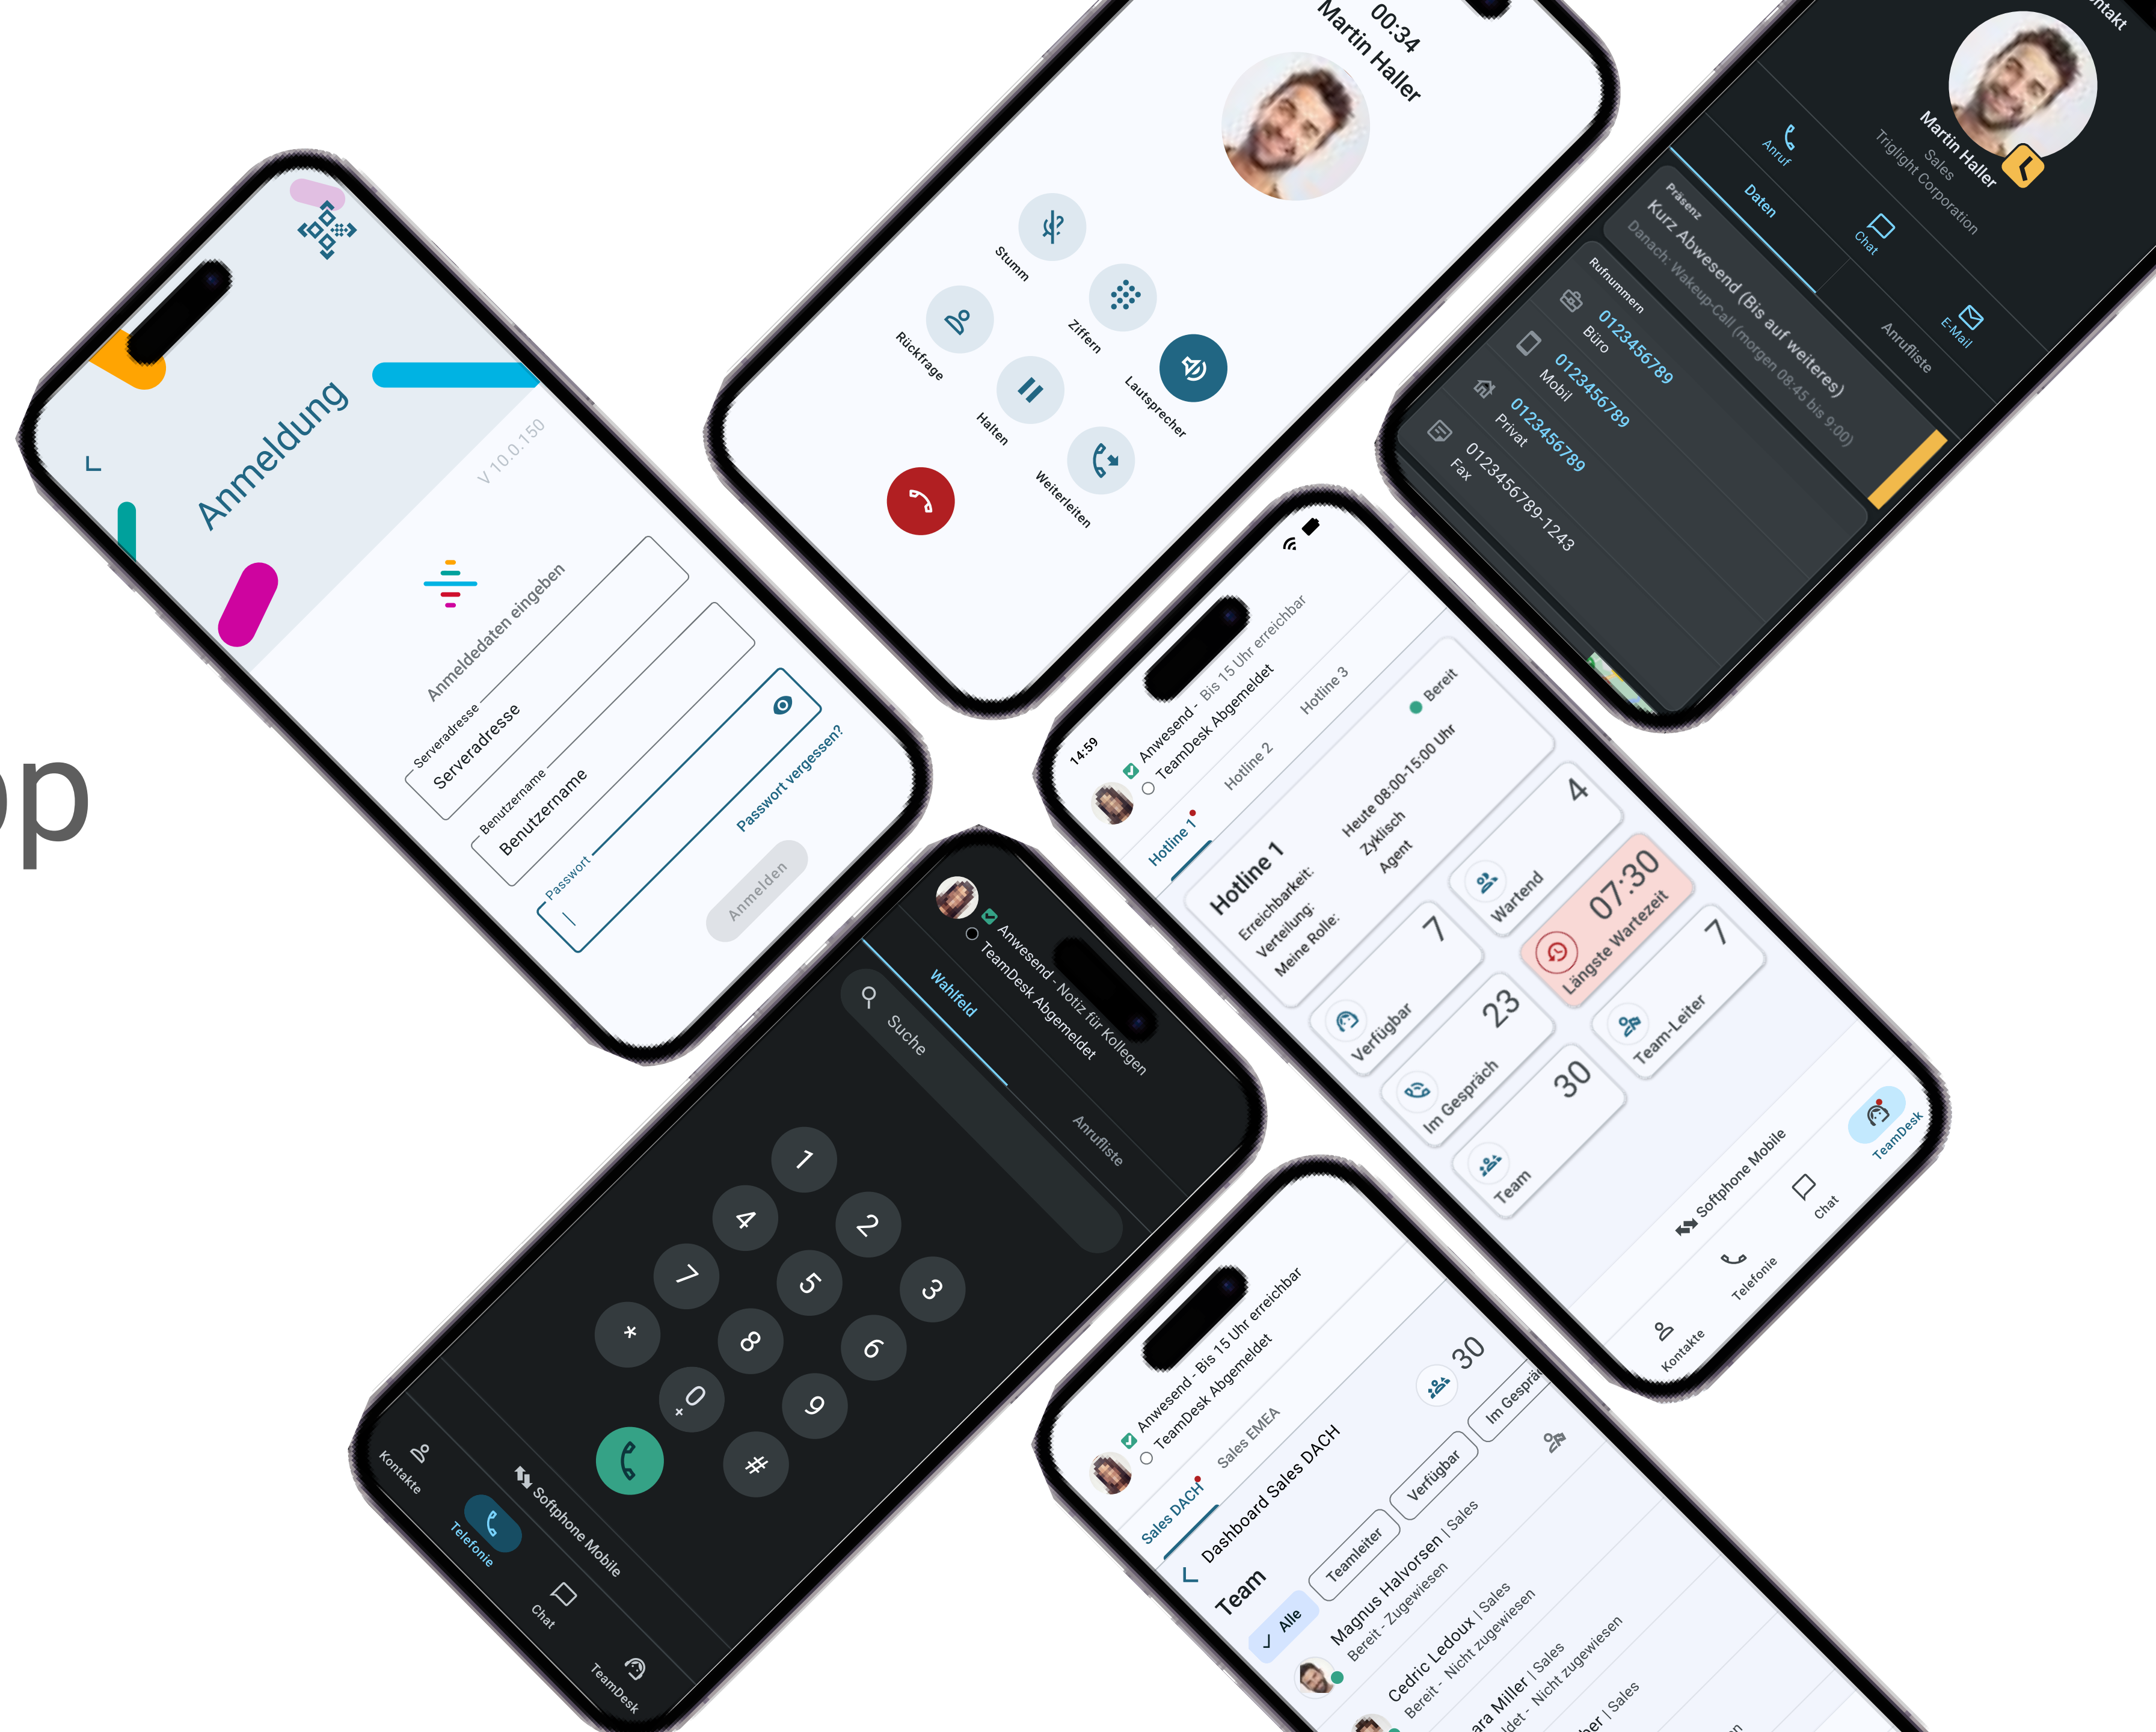 Anmeldung
V 10.0.150
Anmeldedaten eingeben
Serveradresse
Serveradresse
Benutzername
Benutzername
Passwort
Passwort vergessen?
Anmelden
00:34
Martin Haller
Stumm
Ziffern
Lautsprecher
Rückfrage
Halten
Weiterleiten
Martin Haller
Sales
Triglight Corporation
Anruf
Chat
E-Mail
Daten
Anrufliste
Präsenz
Kurz Abwesend (Bis auf weiteres)
Danach: Wakeup-Call (morgen 08:45 bis 9:00)
Rufnummern
0123456789
Büro
0123456789
Mobil
0123456789
Privat
0123456789-1243
Fax
14:59
Anwesend - Bis 15 Uhr erreichbar
TeamDesk Abgemeldet
Hotline 1
Hotline 2
Hotline 3
Hotline 1
Bereit
Erreichbarkeit: Heute 08:00-15:00 Uhr
Verteilung: Zyklisch
Meine Rolle: Agent
7
Verfügbar
4
Wartend
23
Im Gespräch
07:30
Längste Wartezeit
30
Team
7
Team-Leiter
Softphone Mobile
Kontakte
Telefonie
Chat
TeamDesk
Anwesend - Notiz für Kollegen
TeamDesk Abgemeldet
Wahlfeld
Anrufliste
Suche
1
2
3
4
5
6
7
8
9
*
0
+
#
Softphone Mobile
Kontakte
Telefonie
Chat
TeamDesk
Anwesend - Bis 15 Uhr erreichbar
TeamDesk Abgemeldet
Sales DACH
Sales EMEA
Dashboard Sales DACH
Team
30
Alle
Teamleiter
Verfügbar
Magnus Halvorsen | Sales
Bereit - Zugewiesen
Cedric Ledoux | Sales
Bereit - Nicht zugewiesen
Miller | Sales
- Nicht zugewiesen
| Sales